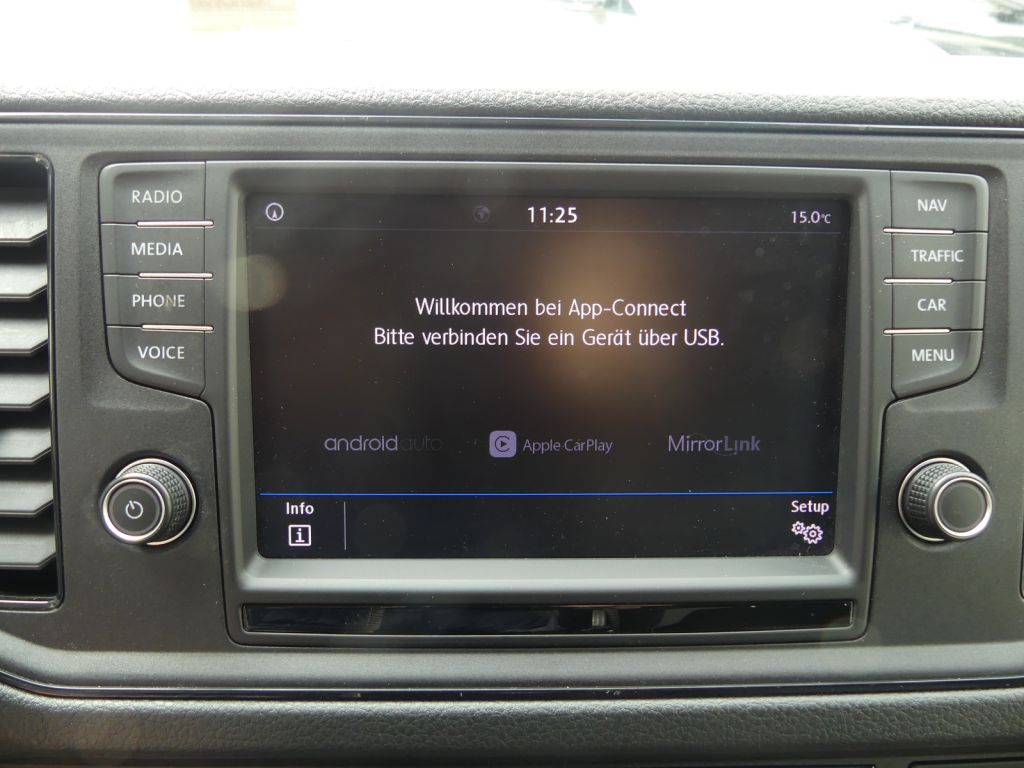 RADIO
MEDIA
PHONE
VOICE
11:25
15.0°C
Willkommen bei App-Connect
Bitte verbinden Sie ein Gerät über USB.
androidauto
Apple CarPlay
MirrorLink
Info
i
Setup
NAV
TRAFFIC
CAR
MENU